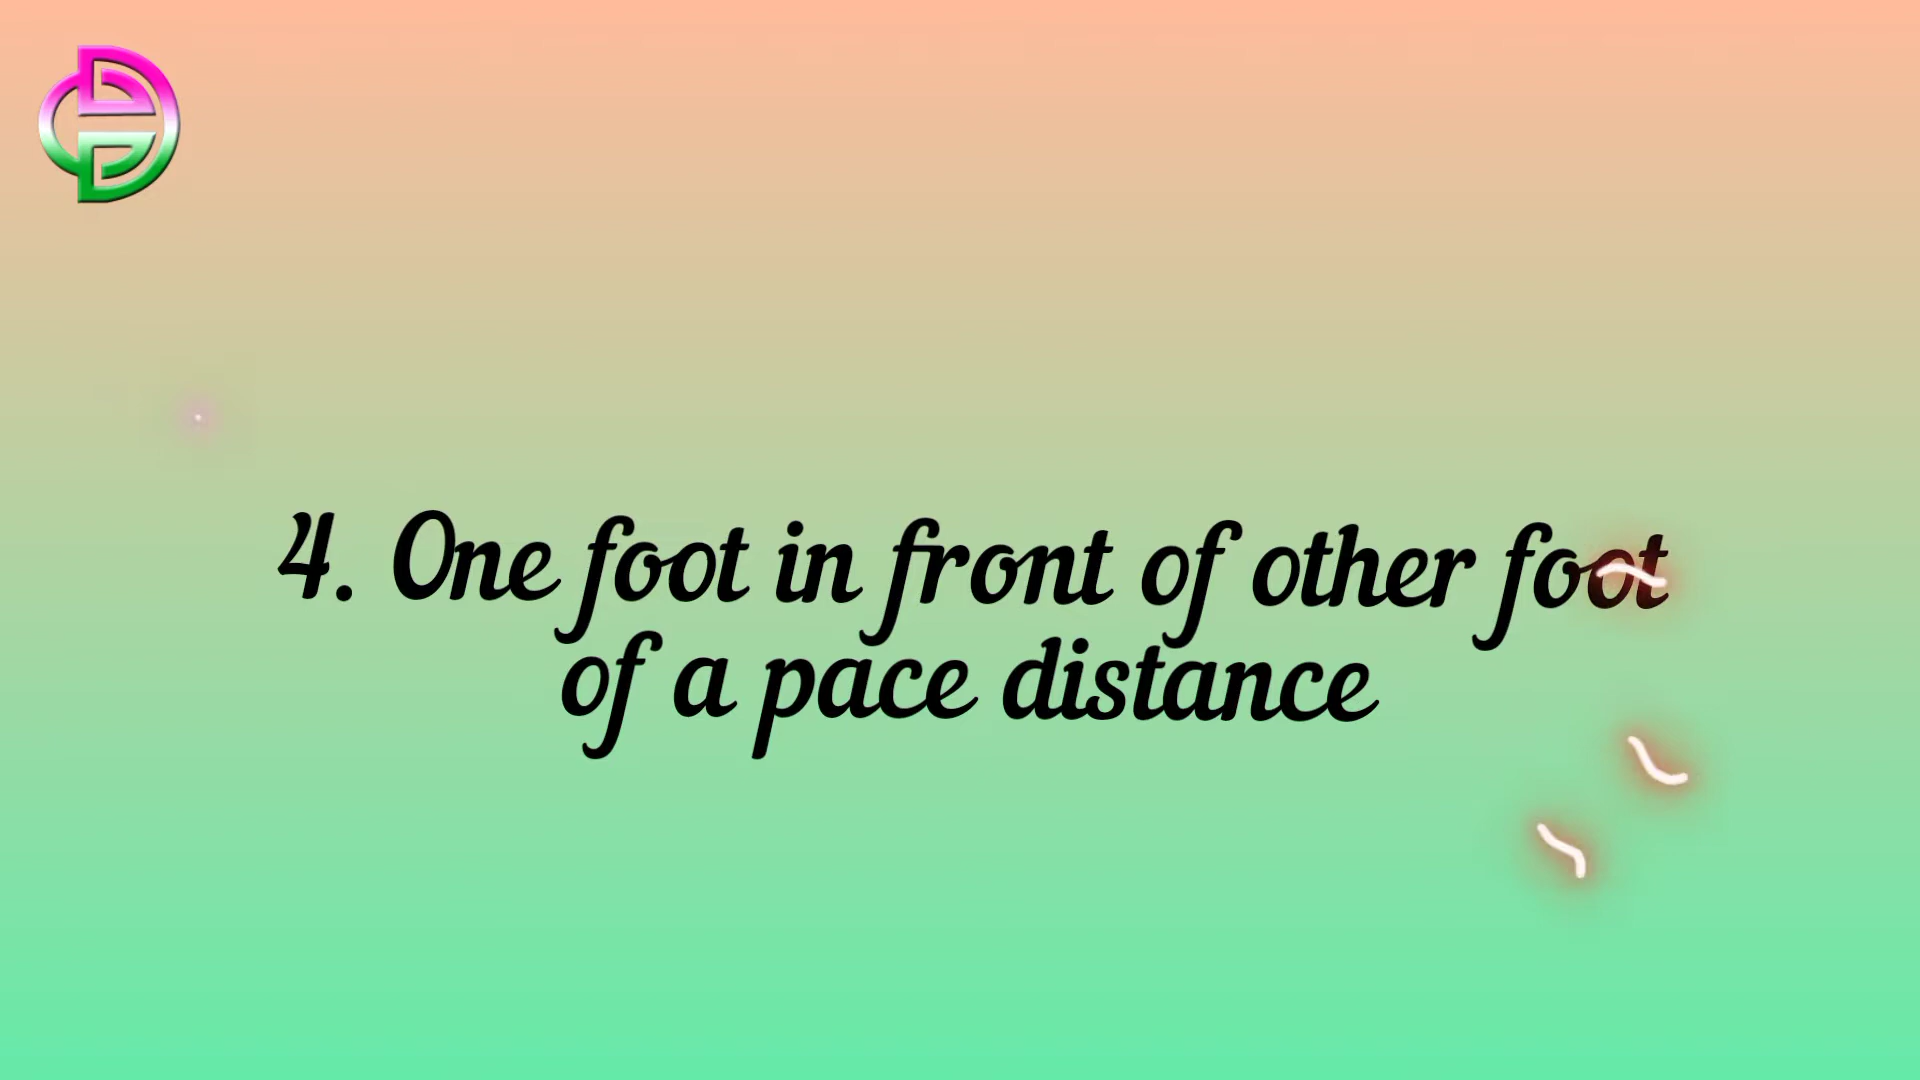 4. One foot in front of other foot
of a pace distance